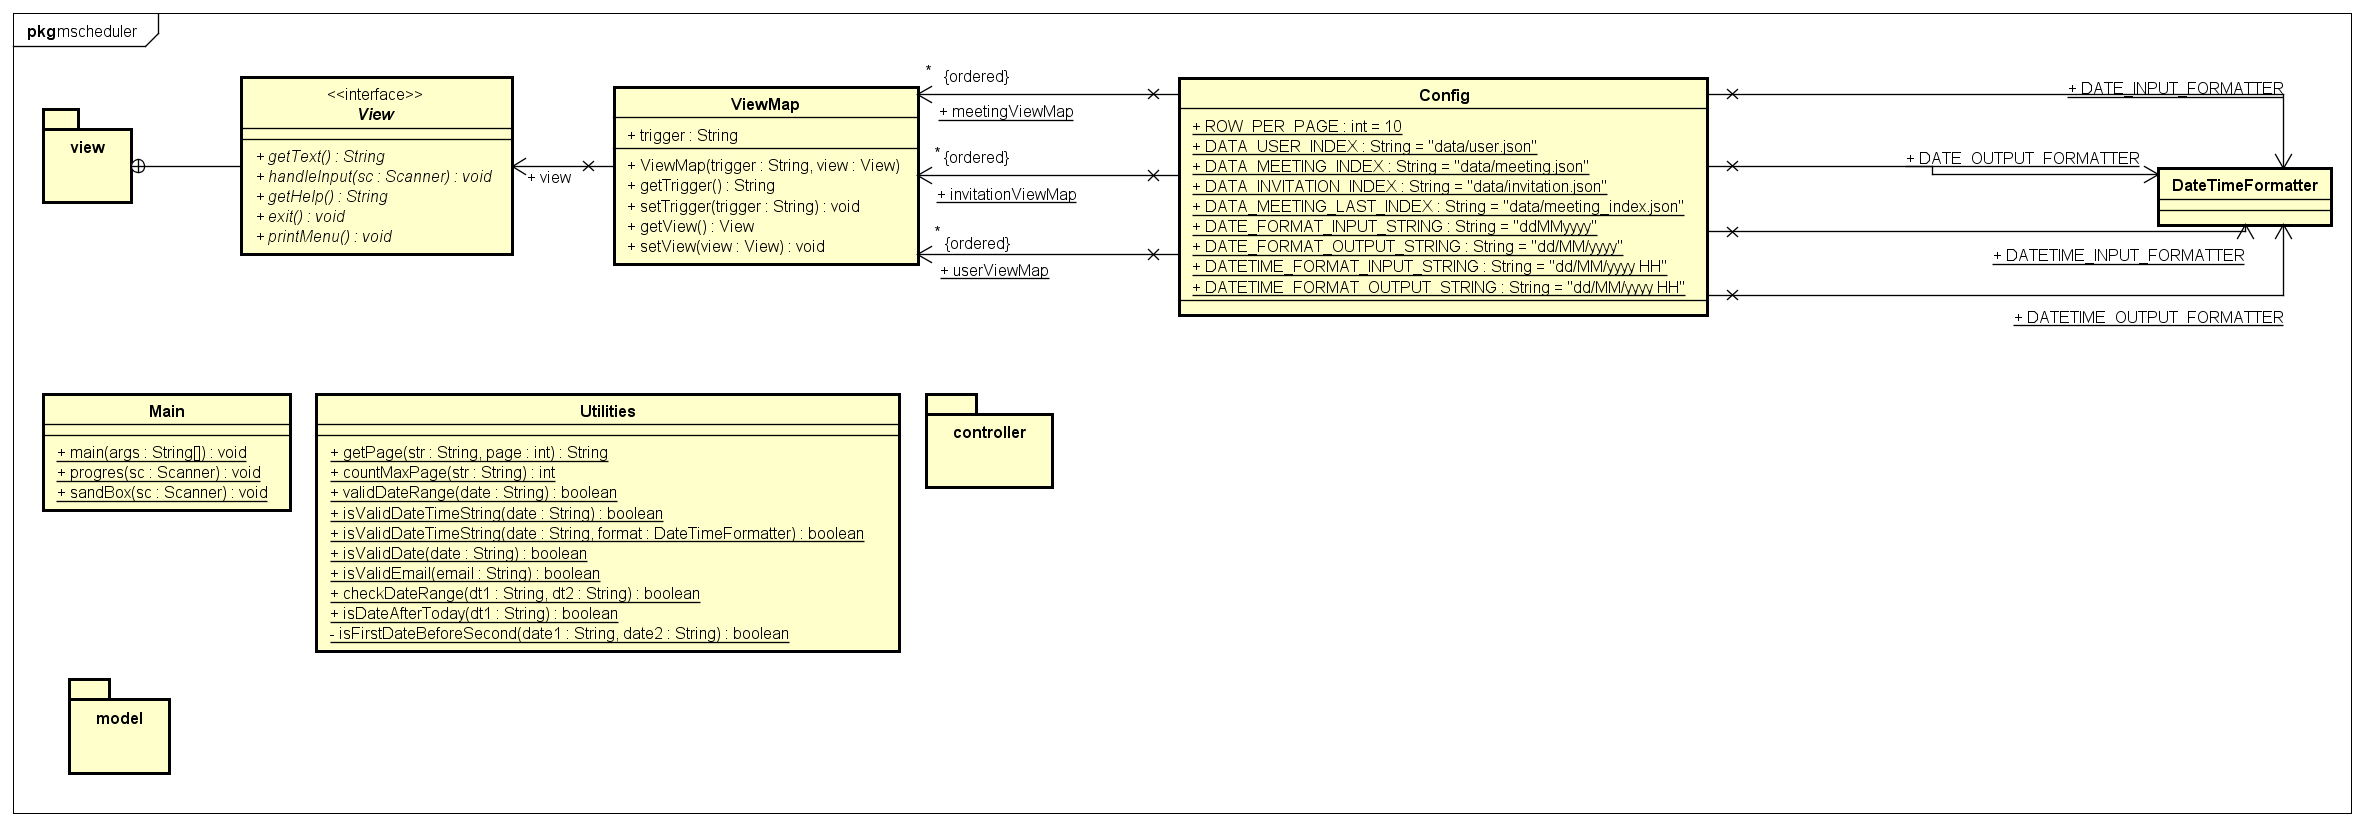 pkg mscheduler
view
<<interface>>
View
+ getText() : String
+ handleInput(sc : Scanner) : void
+ getHelp() : String
+ exit() : void
+ printMenu() : void
+ view
ViewMap
+ trigger : String
+ ViewMap(trigger : String, view : View)
+ getTrigger() : String
+ setTrigger(trigger : String) : void
+ getView() : View
+ setView(view : View) : void
*
{ordered}
+ meetingViewMap
*
{ordered}
+ invitationViewMap
*
{ordered}
+ userViewMap
Config
+ ROW_PER_PAGE : int = 10
+ DATA_USER_INDEX : String = "data/user.json"
+ DATA_MEETING_INDEX : String = "data/meeting.json"
+ DATA_INVITATION_INDEX : String = "data/invitation.json"
+ DATA_MEETING_LAST_INDEX : String = "data/meeting_index.json"
+ DATE_FORMAT_INPUT_STRING : String = "ddMMyyyy"
+ DATE_FORMAT_OUTPUT_STRING : String = "dd/MM/yyyy"
+ DATETIME_FORMAT_INPUT_STRING : String = "dd/MM/yyyy HH"
+ DATETIME_FORMAT_OUTPUT_STRING : String = "dd/MM/yyyy HH"
+ DATE_INPUT_FORMATTER
+ DATE_OUTPUT_FORMATTER
DateTimeFormatter
+ DATETIME_INPUT_FORMATTER
+ DATETIME_OUTPUT_FORMATTER
Main
+ main(args : String[]) : void
+ progres(sc : Scanner) : void
+ sandBox(sc : Scanner) : void
Utilities
+ getPage(str : String, page : int) : String
+ countMaxPage(str : String) : int
+ validDateRange(date : String) : boolean
+ isValidDateTimeString(date : String) : boolean
+ isValidDateTimeString(date : String, format : DateTimeFormatter) : boolean
+ isValidDate(date : String) : boolean
+ isValidEmail(email : String) : boolean
+ checkDateRange(dt1 : String, dt2 : String) : boolean
+ isDateAfterToday(dt1 : String) : boolean
- isFirstDateBeforeSecond(date1 : String, date2 : String) : boolean
controller
model